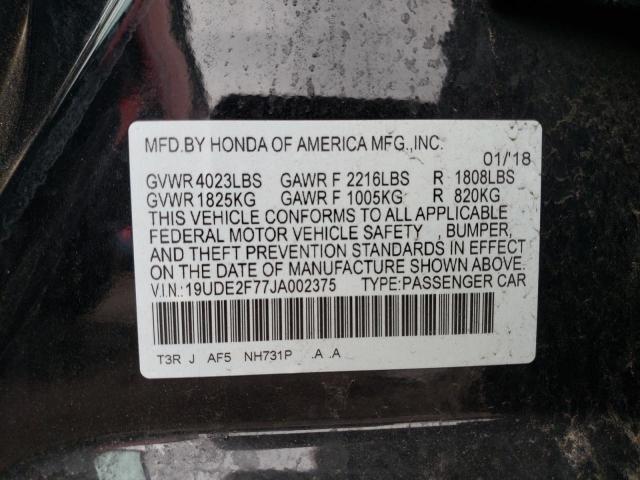 MFD.BY HONDA OF AMERICA MFG.,INC.
01/'18
GVWR 4023LBS GAWR F 2216LBS R 1808LBS
GVWR 1825KG GAWR F 1005KG R 820KG
THIS VEHICLE CONFORMS TO ALL APPLICABLE
FEDERAL MOTOR VEHICLE SAFETY , BUMPER,
AND THEFT PREVENTION STANDARDS IN EFFECT
ON THE DATE OF MANUFACTURE SHOWN ABOVE.
V.I.N.:19UDE2F77JA002375 TYPE:PASSENGER CAR
T3R J AF5 NH731P .A .A